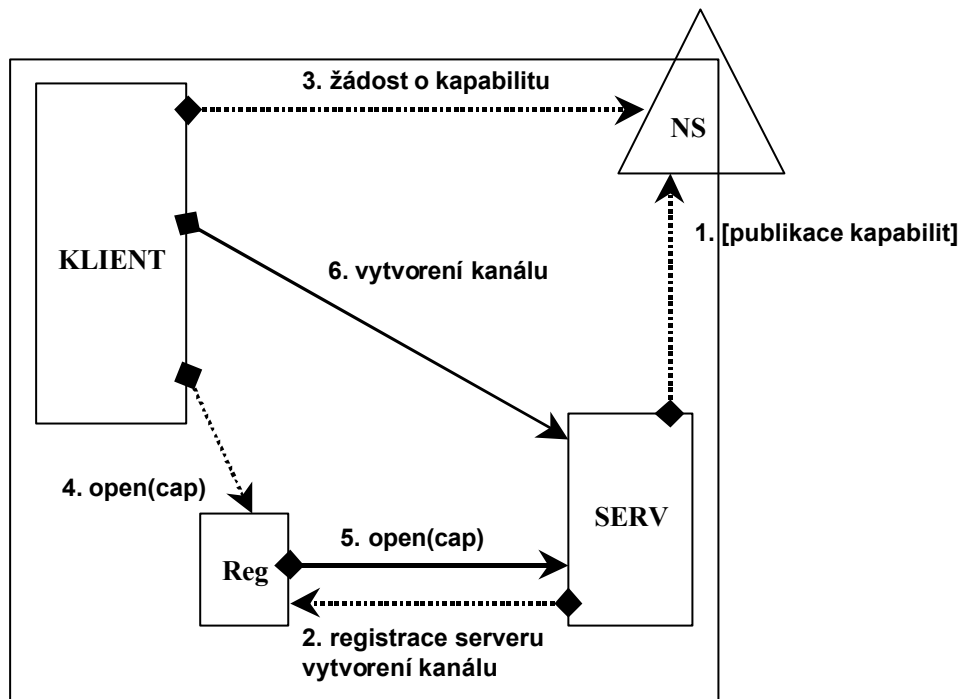 3. žádost o kapabilitu
NS
1. [publikace kapabilit]
KLIENT
6. vytvorení kanálu
4. open(cap)
SERV
5. open(cap)
Reg
2. registrace serveru
vytvorení kanálu